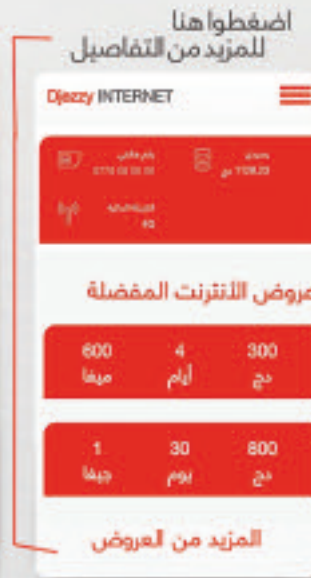 اضغطوا هنا
للمزيد من التفاصيل
Djezzy INTERNET
عروض الأنترنت المفضلة
300 4 600
دج أيام ميغا
800 30 1
دج يوم جيغا
المزيد من العروض